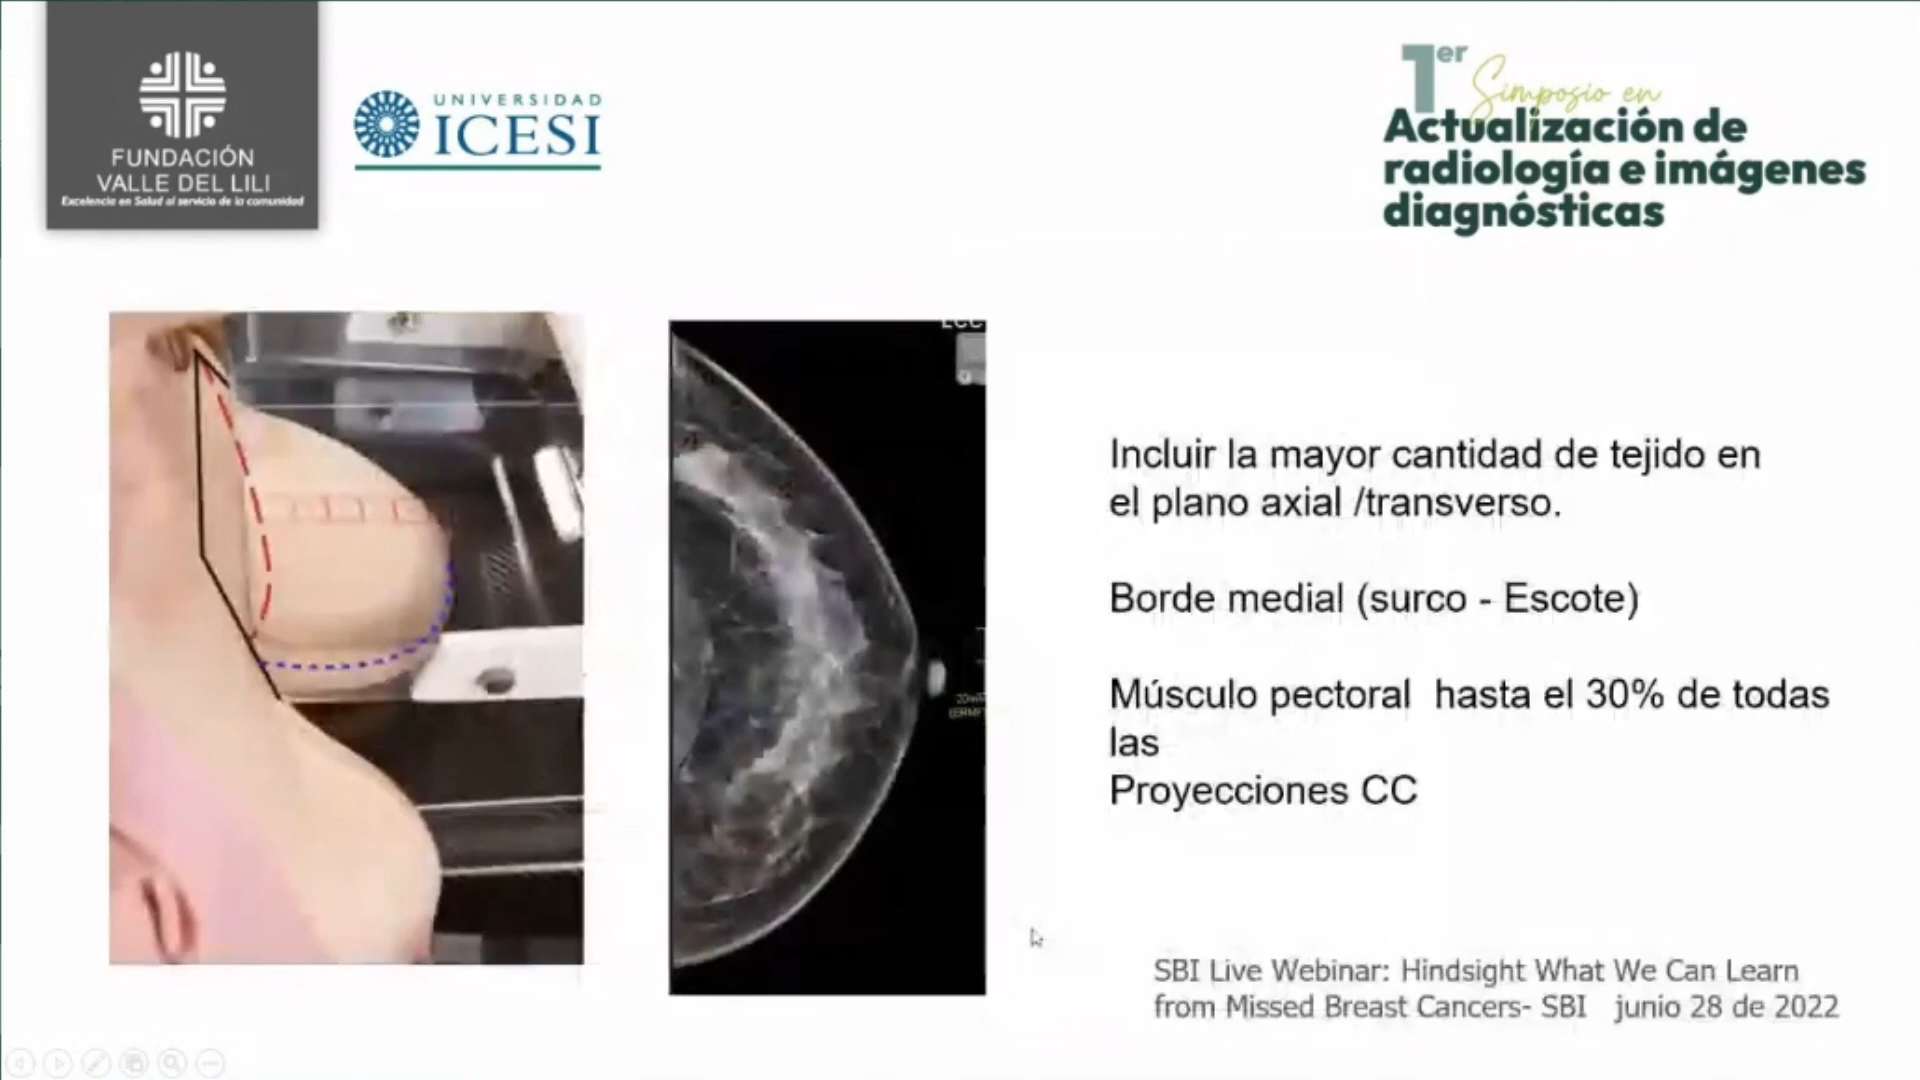 FUNDACIÓN
VALLE DEL LILI
Excelencia en Salud al servicio de la comunidad
UNIVERSIDAD
ICESI
1er
Simposio en
Actualización de
radiología e imágenes
diagnósticas
Incluir la mayor cantidad de tejido en
el plano axial /transverso.
Borde medial (surco - Escote)
Músculo pectoral hasta el 30% de todas
las
Proyecciones CC
SBI Live Webinar: Hindsight What We Can Learn
from Missed Breast Cancers- SBI junio 28 de 2022